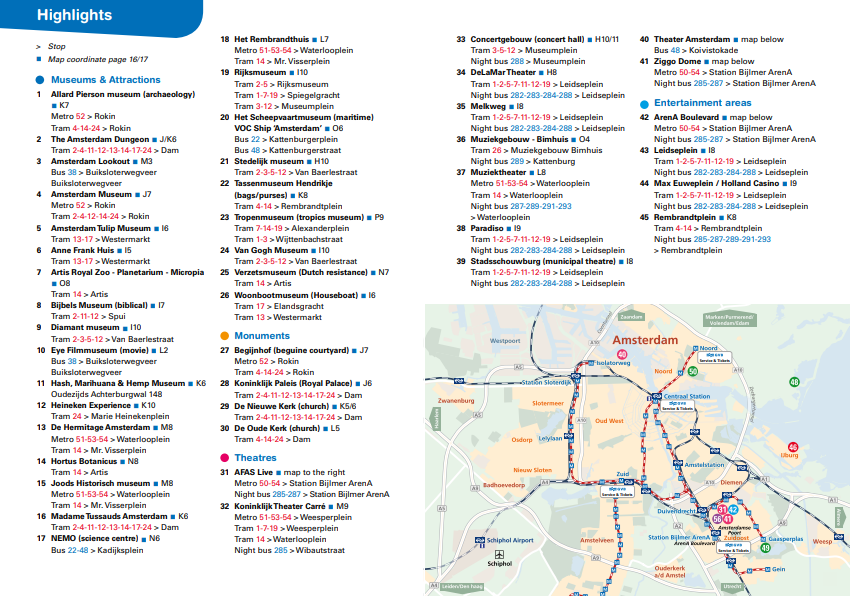 Highlights
> Stop
■ Map coordinate page 16/17
Museums & Attractions
1 Allard Pierson museum (archaeology)
■ K7
Metro 52 > Rokin
Tram 4-14-24 > Rokin
2 The Amsterdam Dungeon ■ J/K6
Tram 2-4-11-12-13-14-17-24 > Dam
3 Amsterdam Lookout ■ M3
Bus 38 > Buiksloterwegveer
Buiksloterwegveer
4 Amsterdam Museum ■ J7
Metro 52 > Rokin
Tram 2-4-12-14-24 > Rokin
5 Amsterdam Tulip Museum ■ I6
Tram 13-17 > Westermarkt
6 Anne Frank Huis ■ I5
Tram 13-17 > Westermarkt
7 Artis Royal Zoo - Planetarium - Micropia
■ O8
Tram 14 > Artis
8 Bijbels Museum (biblical) ■ I7
Tram 2-11-12 > Spui
9 Diamant museum ■ I10
Tram 2-3-5-12 > Van Baerlestraat
10 Eye Filmmuseum (movie) ■ L2
Bus 38 > Buiksloterwegveer
Buiksloterwegveer
11 Hash, Marihuana & Hemp Museum ■ K6
Oudezijds Achterburgwal 148
12 Heineken Experience ■ K10
Tram 24 > Marie Heinekenplein
13 De Hermitage Amsterdam ■ M8
Metro 51-53-54 > Waterlooplein
Tram 14 > Mr. Visserplein
14 Hortus Botanicus ■ N8
Tram 14 > Artis
15 Joods Historisch museum ■ M8
Metro 51-53-54 > Waterlooplein
Tram 14 > Mr. Visserplein
16 Madame Tussauds Amsterdam ■ K6
Tram 2-4-11-12-13-14-17-24 > Dam
17 NEMO (science centre) ■ N6
Bus 22-48 > Kadijksplein
18 Het Rembrandthuis ■ L7
Metro 51-53-54 > Waterlooplein
Tram 14 > Mr. Visserplein
19 Rijksmuseum ■ I10
Tram 2-5 > Rijksmuseum
Tram 1-7-19 > Spiegelgracht
Tram 3-12 > Museumplein
20 Het Scheepvaartmuseum (maritime)
VOC Ship 'Amsterdam' ■ O6
Bus 22 > Kattenburgerplein
Bus 48 > Kattenburgerstraat
21 Stedelijk museum ■ H10
Tram 2-3-5-12 > Van Baerlestraat
22 Tassenmuseum Hendrikje
(bags/purses) ■ K8
Tram 4-14 > Rembrandtplein
23 Tropenmuseum (tropics museum) ■ P9
Tram 7-14-19 > Alexanderplein
Tram 1-3 > Wijttenbachstraat
24 Van Gogh Museum ■ I10
Tram 2-3-5-12 > Van Baerlestraat
25 Verzetsmuseum (Dutch resistance) ■ N7
Tram 14 > Artis
26 Woonbootmuseum (Houseboat) ■ I6
Tram 17 > Elandsgracht
Tram 13 > Westermarkt
Monuments
27 Begijnhof (beguine courtyard) ■ J7
Metro 52 > Rokin
Tram 4-14-24 > Rokin
28 Koninklijk Paleis (Royal Palace) ■ J6
Tram 2-4-11-12-13-14-17-24 > Dam
29 De Nieuwe Kerk (church) ■ K5/6
Tram 2-4-11-12-13-14-17-24 > Dam
30 De Oude Kerk (church) ■ L5
Tram 4-14-24 > Dam
Theatres
31 AFAS Live ■ map to the right
Metro 50-54 > Station Bijlmer ArenA
Night bus 285-287 > Station Bijlmer ArenA
32 Koninklijk Theater Carré ■ M9
Metro 51-53-54 > Weesperplein
Tram 1-7-19 > Weesperplein
Tram 14 > Waterlooplein
Night bus 285 > Wibautstraat
33 Concertgebouw (concert hall) ■ H10/11
Tram 3-5-12 > Museumplein
Night bus 288 > Museumplein
34 DeLaMar Theater ■ H8
Tram 1-2-5-7-11-12-19 > Leidseplein
Night bus 282-283-284-288 > Leidseplein
35 Melkweg ■ I8
Tram 1-2-5-7-11-12-19 > Leidseplein
Night bus 282-283-284-288 > Leidseplein
36 Muziekgebouw - Bimhuis ■ O4
Tram 26 > Muziekgebouw Bimhuis
Night bus 289 > Kattenburg
37 Muziektheater ■ L8
Metro 51-53-54 > Waterlooplein
Tram 14 > Waterlooplein
Night bus 287-289-291-293
> Waterlooplein
38 Paradiso ■ I9
Tram 1-2-5-7-11-12-19 > Leidseplein
Night bus 282-283-284-288 > Leidseplein
39 Stadsschouwburg (municipal theatre) ■ I8
Tram 1-2-5-7-11-12-19 > Leidseplein
Night bus 282-283-284-288 > Leidseplein
40 Theater Amsterdam ■ map below
Bus 48 > Koivistokade
41 Ziggo Dome ■ map below
Metro 50-54 > Station Bijlmer ArenA
Night bus 285-287 > Station Bijlmer ArenA
Entertainment areas
42 ArenA Boulevard ■ map below
Metro 50-54 > Station Bijlmer ArenA
Night bus 285-287 > Station Bijlmer ArenA
43 Leidseplein ■ I8
Tram 1-2-5-7-11-12-19 > Leidseplein
Night bus 282-283-284-288 > Leidseplein
44 Max Euweplein / Holland Casino ■ I9
Tram 1-2-5-7-11-12-19 > Leidseplein
Night bus 282-283-284-288 > Leidseplein
45 Rembrandtplein ■ K8
Tram 4-14 > Rembrandtplein
Night bus 285-287-289-291-293
> Rembrandtplein
Zaandam
Purmerend/
Volendam/Edam
Westpoort
Amsterdam
Noord
Isolatorweg
40
Service & Tickets
Noord
50
48
Station Sloterdijk
Zwanenburg
Centraal Station
Service & Tickets
Slotermeer
Oud West
Osdorp
Lelylaan
46
IJburg
Nieuw Sloten
Zuid
Amstelstation
Badhoevedorp
Diemen
Service & Tickets
Duivendrecht
31 42
41
Amsterdamse
Poort
Zuidoost
Station Bijlmer ArenA
ArenA Boulevard
Service & Tickets
49
Gaasperplas
Weesp
Schiphol Airport
Schiphol
Amstelveen
Ouderkerk
a/d Amstel
Gein
Leiden/Den Haag
Utrecht